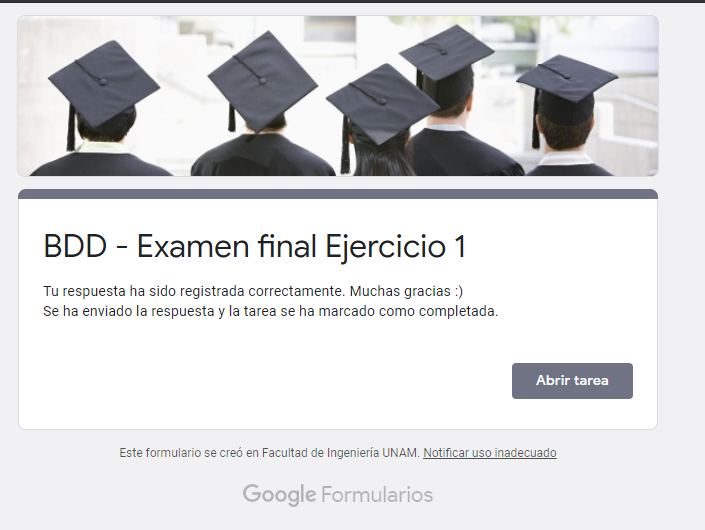 BDD - Examen final Ejercicio 1
Tu respuesta ha sido registrada correctamente. Muchas gracias :)
Se ha enviado la respuesta y la tarea se ha marcado como completada.
Abrir tarea
Este formulario se creó en Facultad de Ingeniería UNAM. Notificar uso inadecuado
Google Formularios